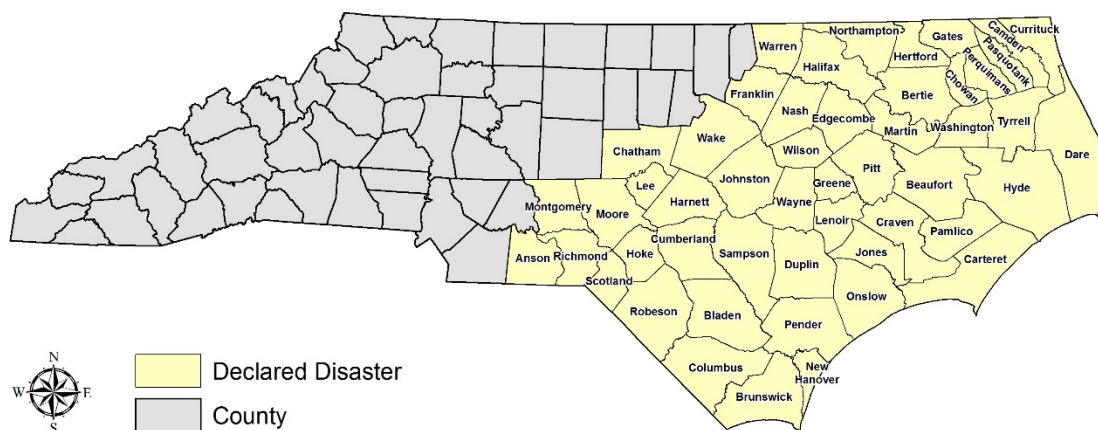 Warren
Northampton
Gates
Camden
Currituck
Pasquotank
Perquimans
Hertford
Halifax
Chowan
Franklin
Bertie
Nash
Edgecombe
Martin
Washington
Tyrrell
Dare
Wake
Wilson
Chatham
Pitt
Johnston
Greene
Beaufort
Hyde
Lee
Harnett
Wayne
Montgomery
Moore
Lenoir
Craven
Pamlico
Cumberland
Sampson
Jones
Carteret
Anson
Richmond
Hoke
Duplin
Scotland
Onslow
Robeson
Bladen
Pender
Columbus
New
Hanover
Brunswick
N
W
E
S
Declared Disaster
County